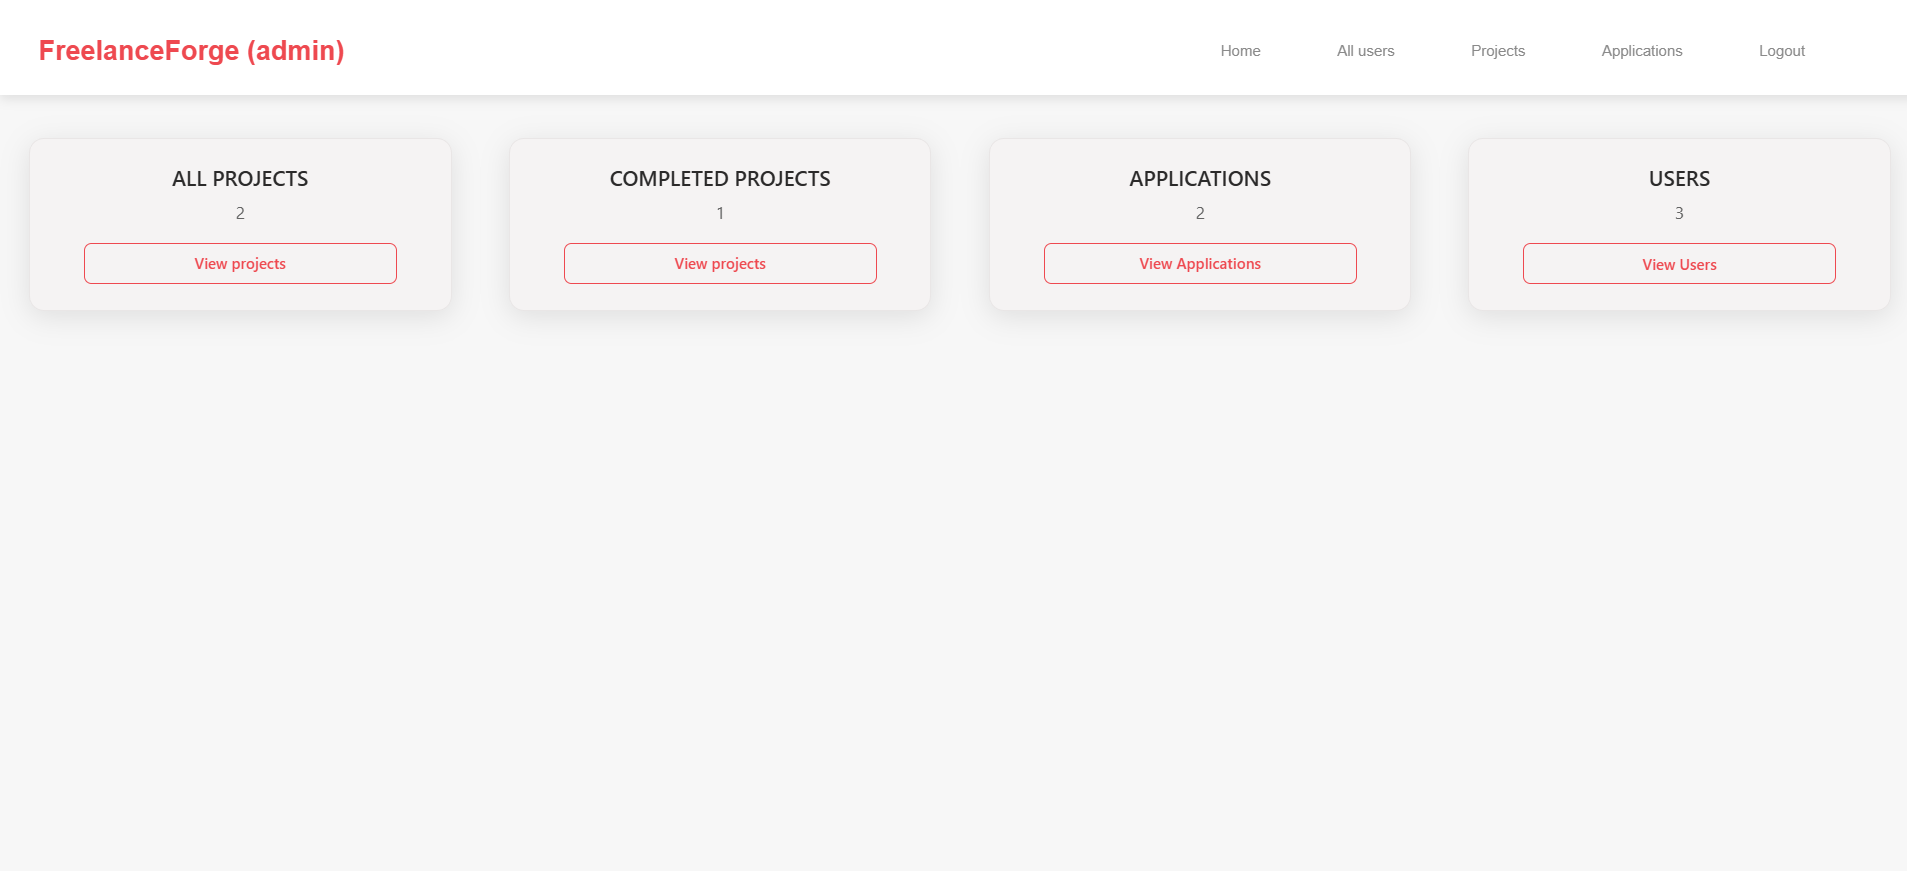 FreelanceForge (admin)
Home
All users
Projects
Applications
Logout
ALL PROJECTS
2
View projects
COMPLETED PROJECTS
1
View projects
APPLICATIONS
2
View Applications
USERS
3
View Users